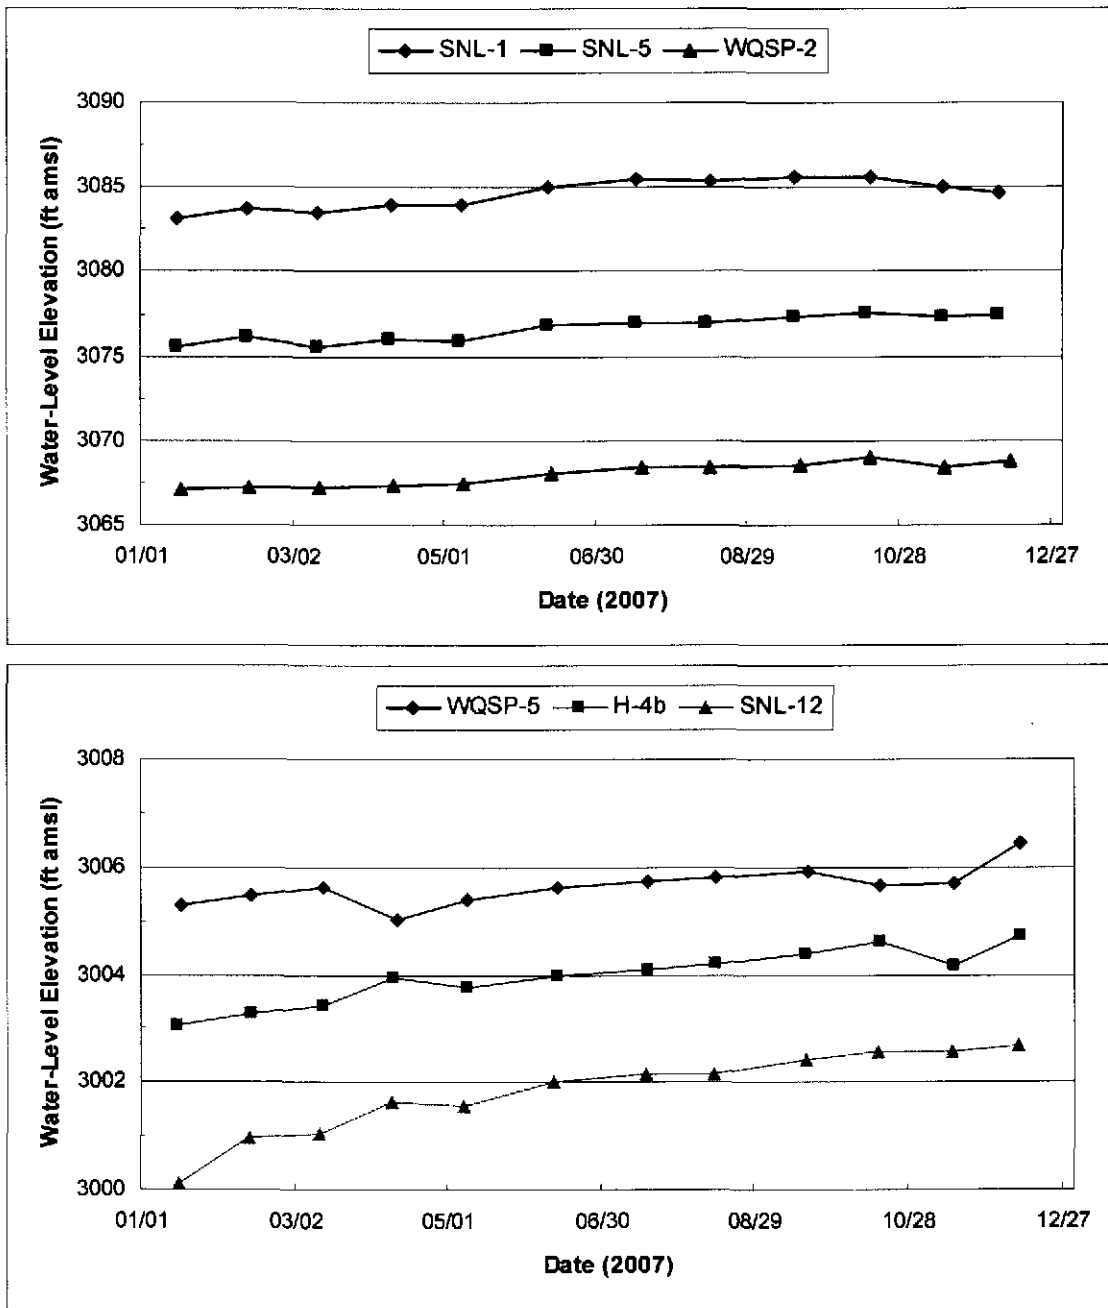 SNL-1 SNL-5 WQSP-2
Water-Level Elevation (ft amsl)
3090
3085
3080
3075
3070
3065
01/01 03/02 05/01 06/30 08/29 10/28 12/27
Date (2007)
WQSP-5 H-4b SNL-12
Water-Level Elevation (ft amsl)
3008
3006
3004
3002
3000
01/01 03/02 05/01 06/30 08/29 10/28 12/27
Date (2007)